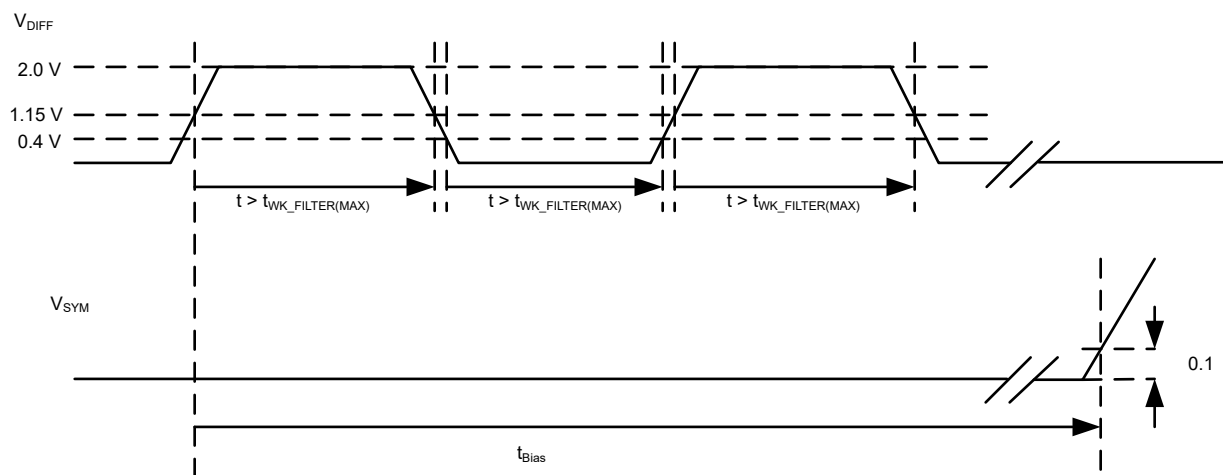 VDIFF
2.0 V
1.15 V
0.4 V
t > tWK_FILTER(MAX)
t > tWK_FILTER(MAX)
t > tWK_FILTER(MAX)
VSYM
0.1
tBias